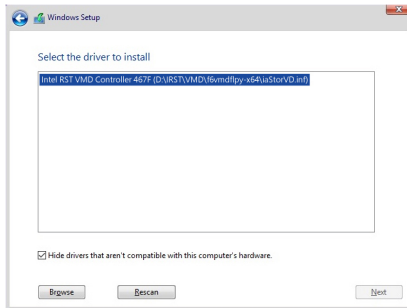 Windows Setup
Select the driver to install
Intel RST VMD Controller 467F (D:\IRST\VMD\f6vmdflpy-x64\iaStorVD.inf)
Hide drivers that aren't compatible with this computer's hardware.
Browse
Rescan
Next